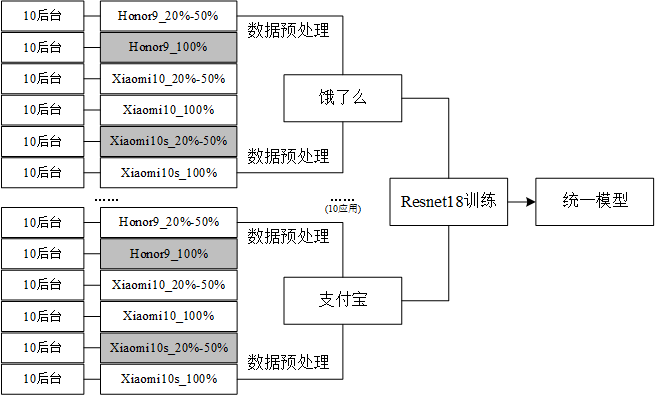 10后台 Honor9_20%-50%
数据预处理
10后台 Honor9_100%
10后台 Xiaomi10_20%-50%
饿了么
10后台 Xiaomi10_100%
10后台 Xiaomi10s_20%-50%
数据预处理
10后台 Xiaomi10s_100%
Resnet18训练
统一模型
……
……
(10应用)
10后台 Honor9_20%-50%
数据预处理
10后台 Honor9_100%
10后台 Xiaomi10_20%-50%
支付宝
10后台 Xiaomi10_100%
10后台 Xiaomi10s_20%-50%
数据预处理
10后台 Xiaomi10s_100%